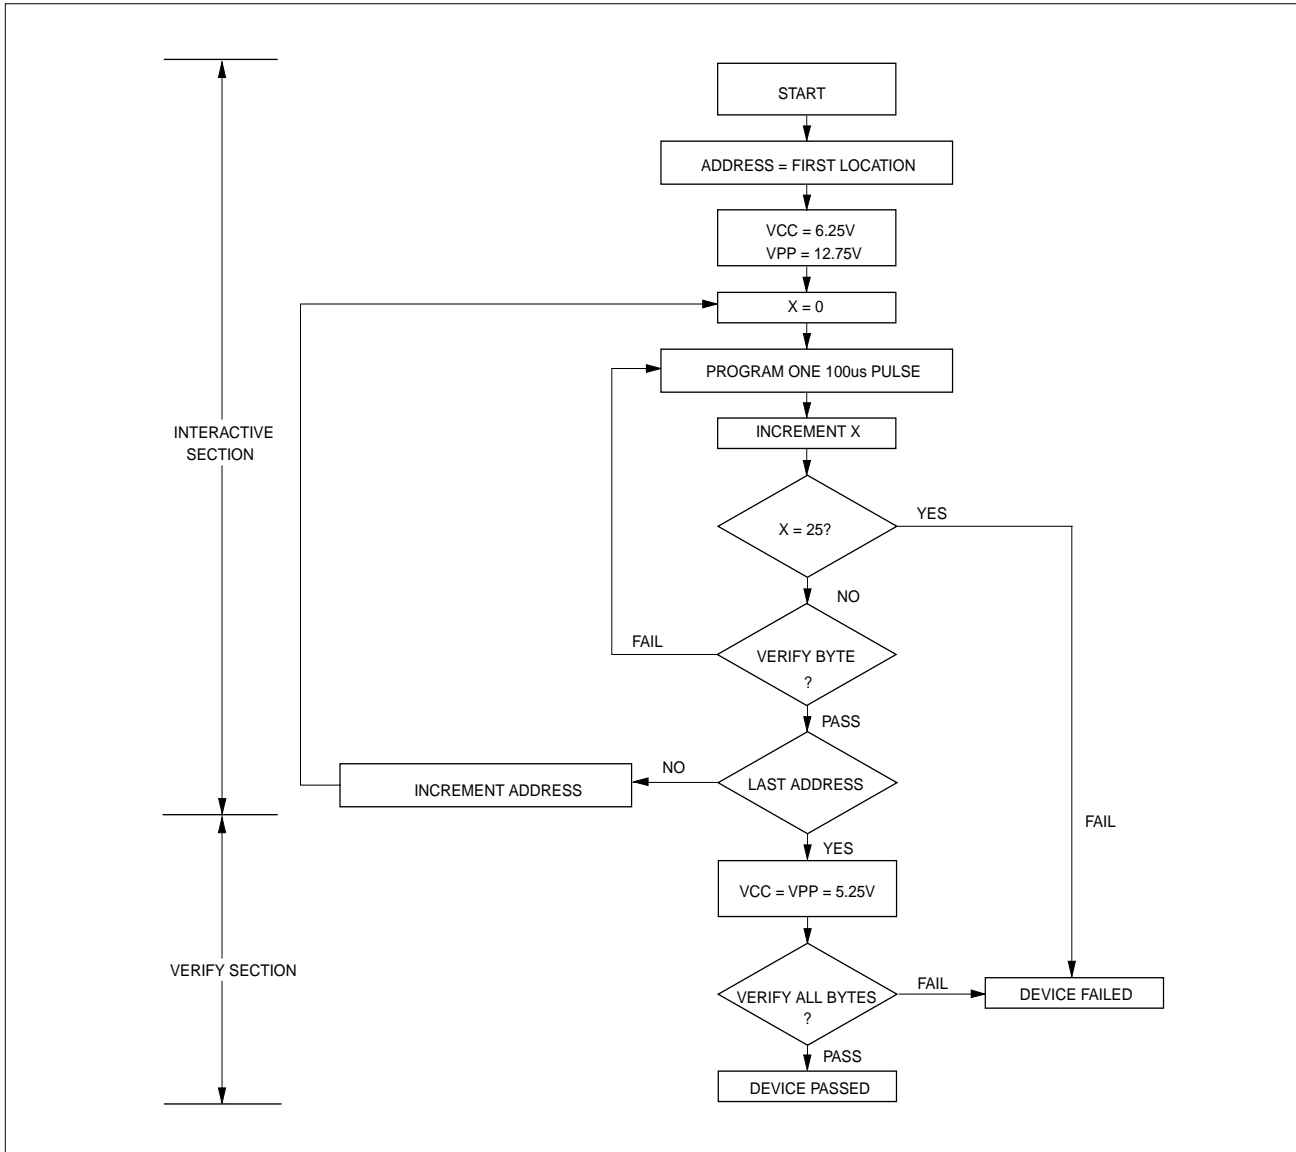 START
ADDRESS = FIRST LOCATION
VCC = 6.25V
VPP = 12.75V
X = 0
PROGRAM ONE 100us PULSE
INCREMENT X
INTERACTIVE
SECTION
X = 25?
YES
NO
FAIL
VERIFY BYTE
?
PASS
NO
LAST ADDRESS
INCREMENT ADDRESS
FAIL
YES
VCC = VPP = 5.25V
VERIFY SECTION
VERIFY ALL BYTES
?
FAIL
DEVICE FAILED
PASS
DEVICE PASSED